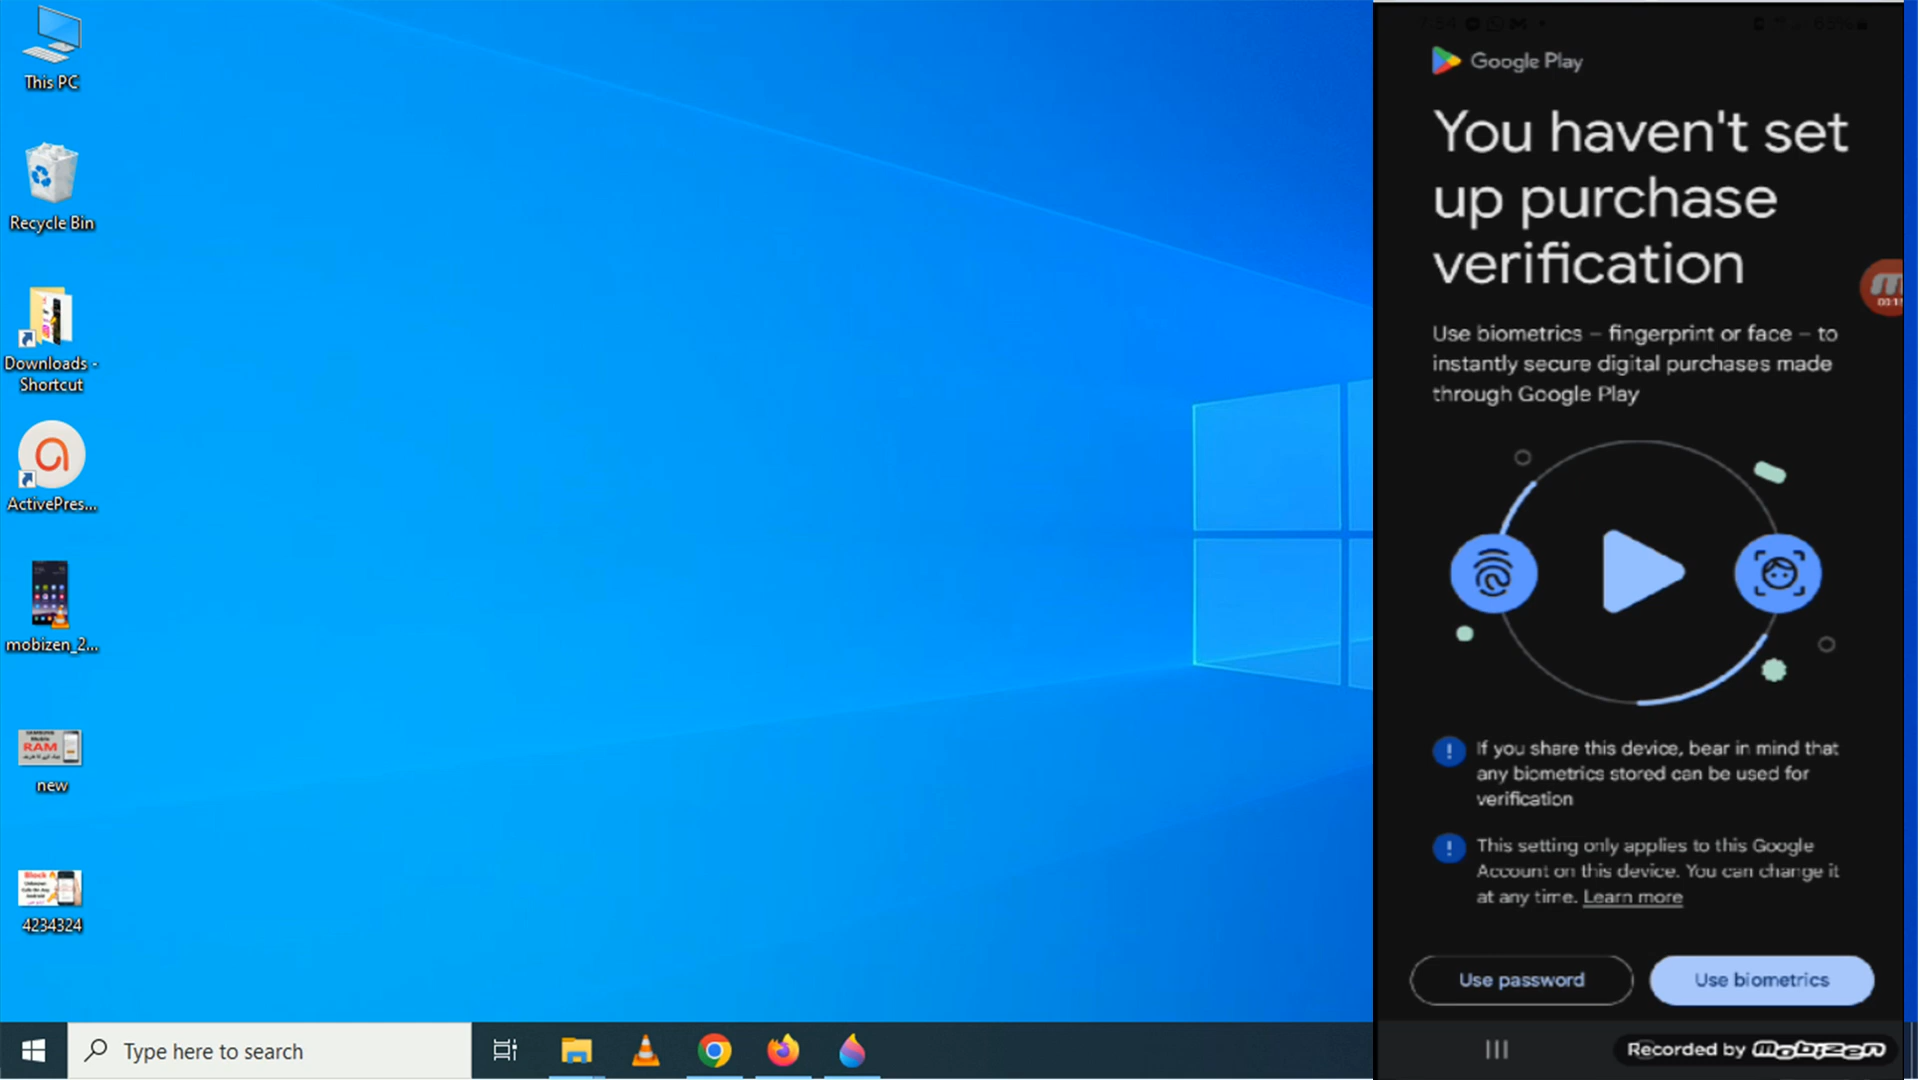 This PC
Recycle Bin
Downloads -
Shortcut
ActivePres...
mobizen_2...
RAM
new
Block
4234324
Type here to search
Google Play
You haven't set
up purchase
verification
Use biometrics – fingerprint or face – to
instantly secure digital purchases made
through Google Play
! If you share this device, bear in mind that
any biometrics stored can be used for
verification
! This setting only applies to this Google
Account on this device. You can change it
at any time. Learn more
Use password
Use biometrics
Recorded by mobizen